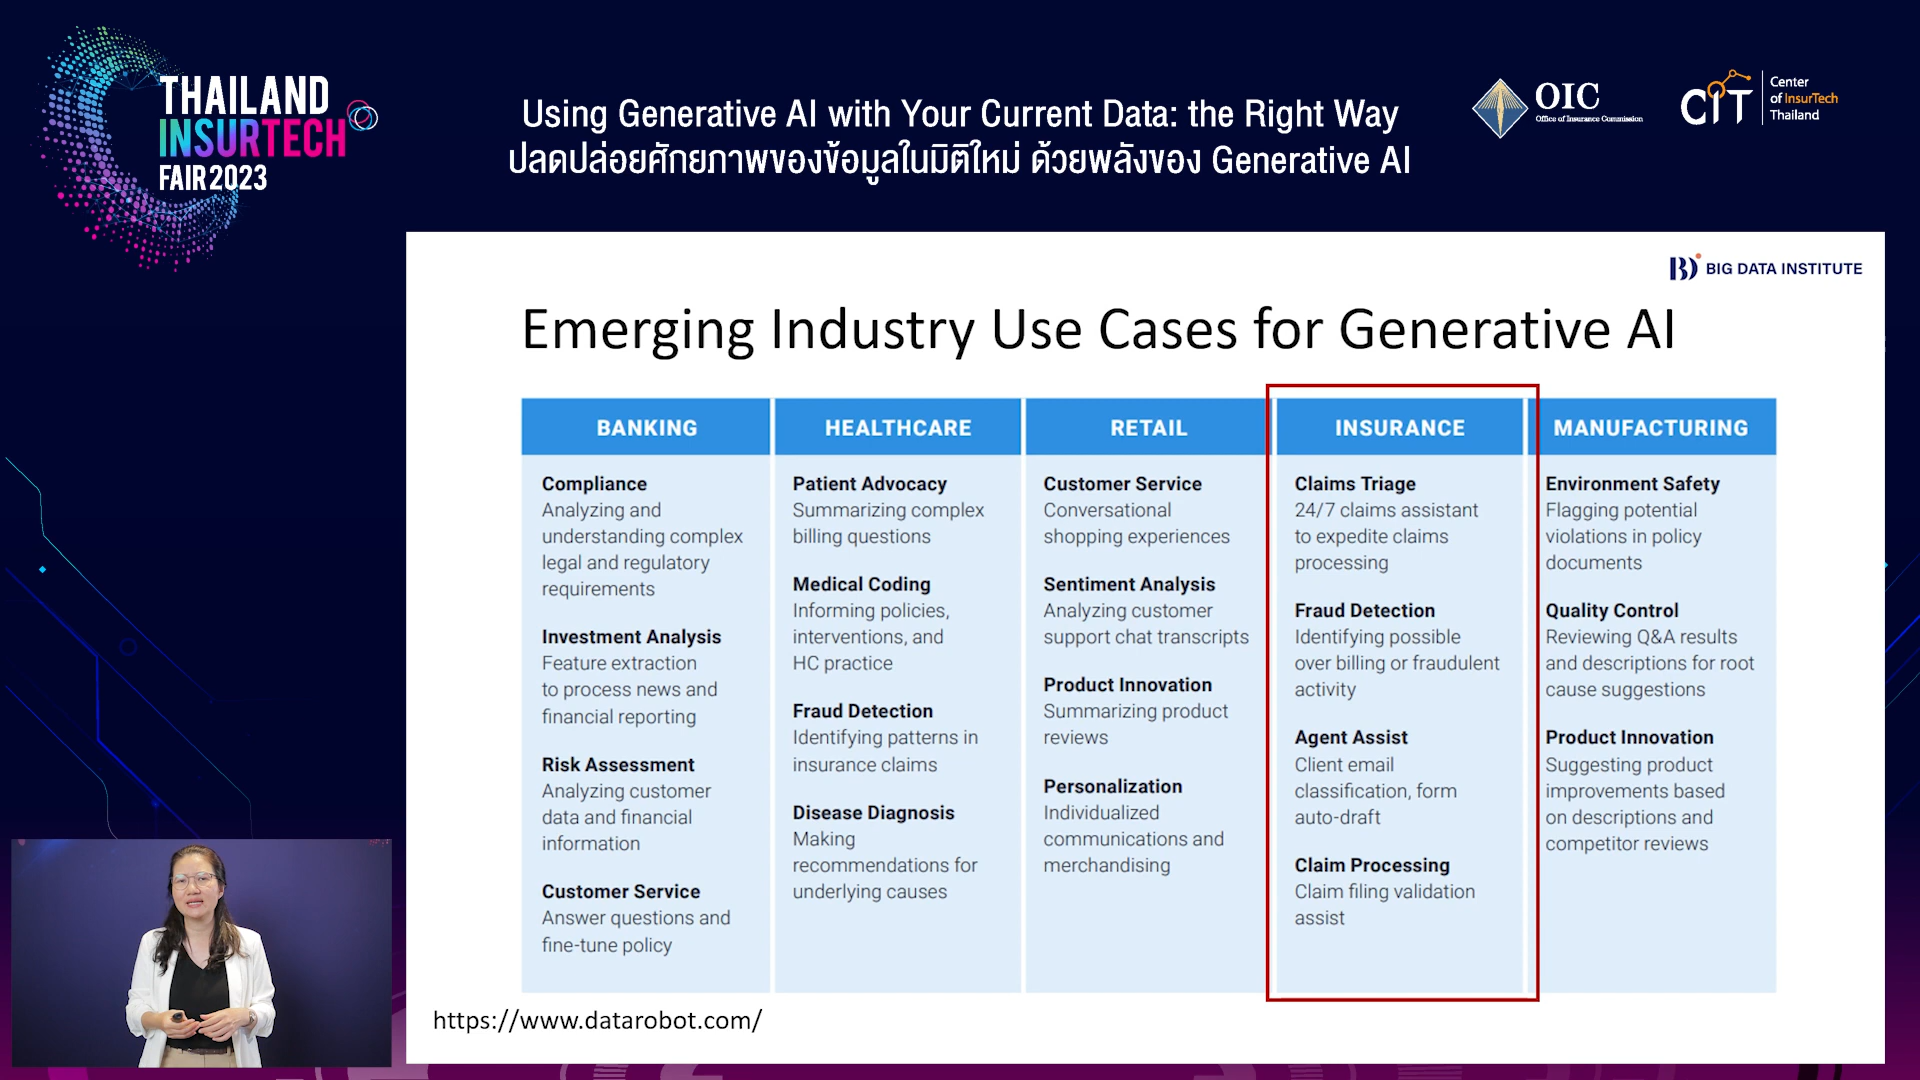 THAILAND
INSURTECH
FAIR 2023
Using Generative AI with Your Current Data: the Right Way
ปลดปล่อยศักยภาพของข้อมูลในมิติใหม่ ด้วยพลังของ Generative AI
OIC
Office of Insurance Commission
CIT
Center
of InsurTech
Thailand
BIG DATA INSTITUTE
Emerging Industry Use Cases for Generative AI
BANKING
Compliance
Analyzing and
understanding complex
legal and regulatory
requirements
Investment Analysis
Feature extraction
to process news and
financial reporting
Risk Assessment
Analyzing customer
data and financial
information
Customer Service
Answer questions and
fine-tune policy
HEALTHCARE
Patient Advocacy
Summarizing complex
billing questions
Medical Coding
Informing policies,
interventions, and
HC practice
Fraud Detection
Identifying patterns in
insurance claims
Disease Diagnosis
Making
recommendations for
underlying causes
RETAIL
Customer Service
Conversational
shopping experiences
Sentiment Analysis
Analyzing customer
support chat transcripts
Product Innovation
Summarizing product
reviews
Personalization
Individualized
communications and
merchandising
INSURANCE
Claims Triage
24/7 claims assistant
to expedite claims
processing
Fraud Detection
Identifying possible
over billing or fraudulent
activity
Agent Assist
Client email
classification, form
auto-draft
Claim Processing
Claim filing validation
assist
MANUFACTURING
Environment Safety
Flagging potential
violations in policy
documents
Quality Control
Reviewing Q&A results
and descriptions for root
cause suggestions
Product Innovation
Suggesting product
improvements based
on descriptions and
competitor reviews
https://www.datarobot.com/